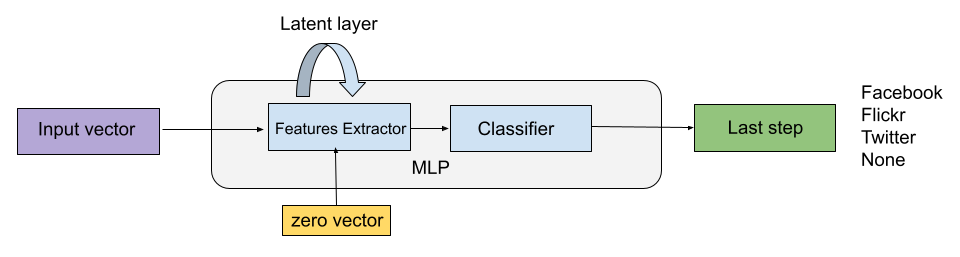 Latent layer
Input vector
Features Extractor
Classifier
MLP
zero vector
Last step
Facebook
Flickr
Twitter
None